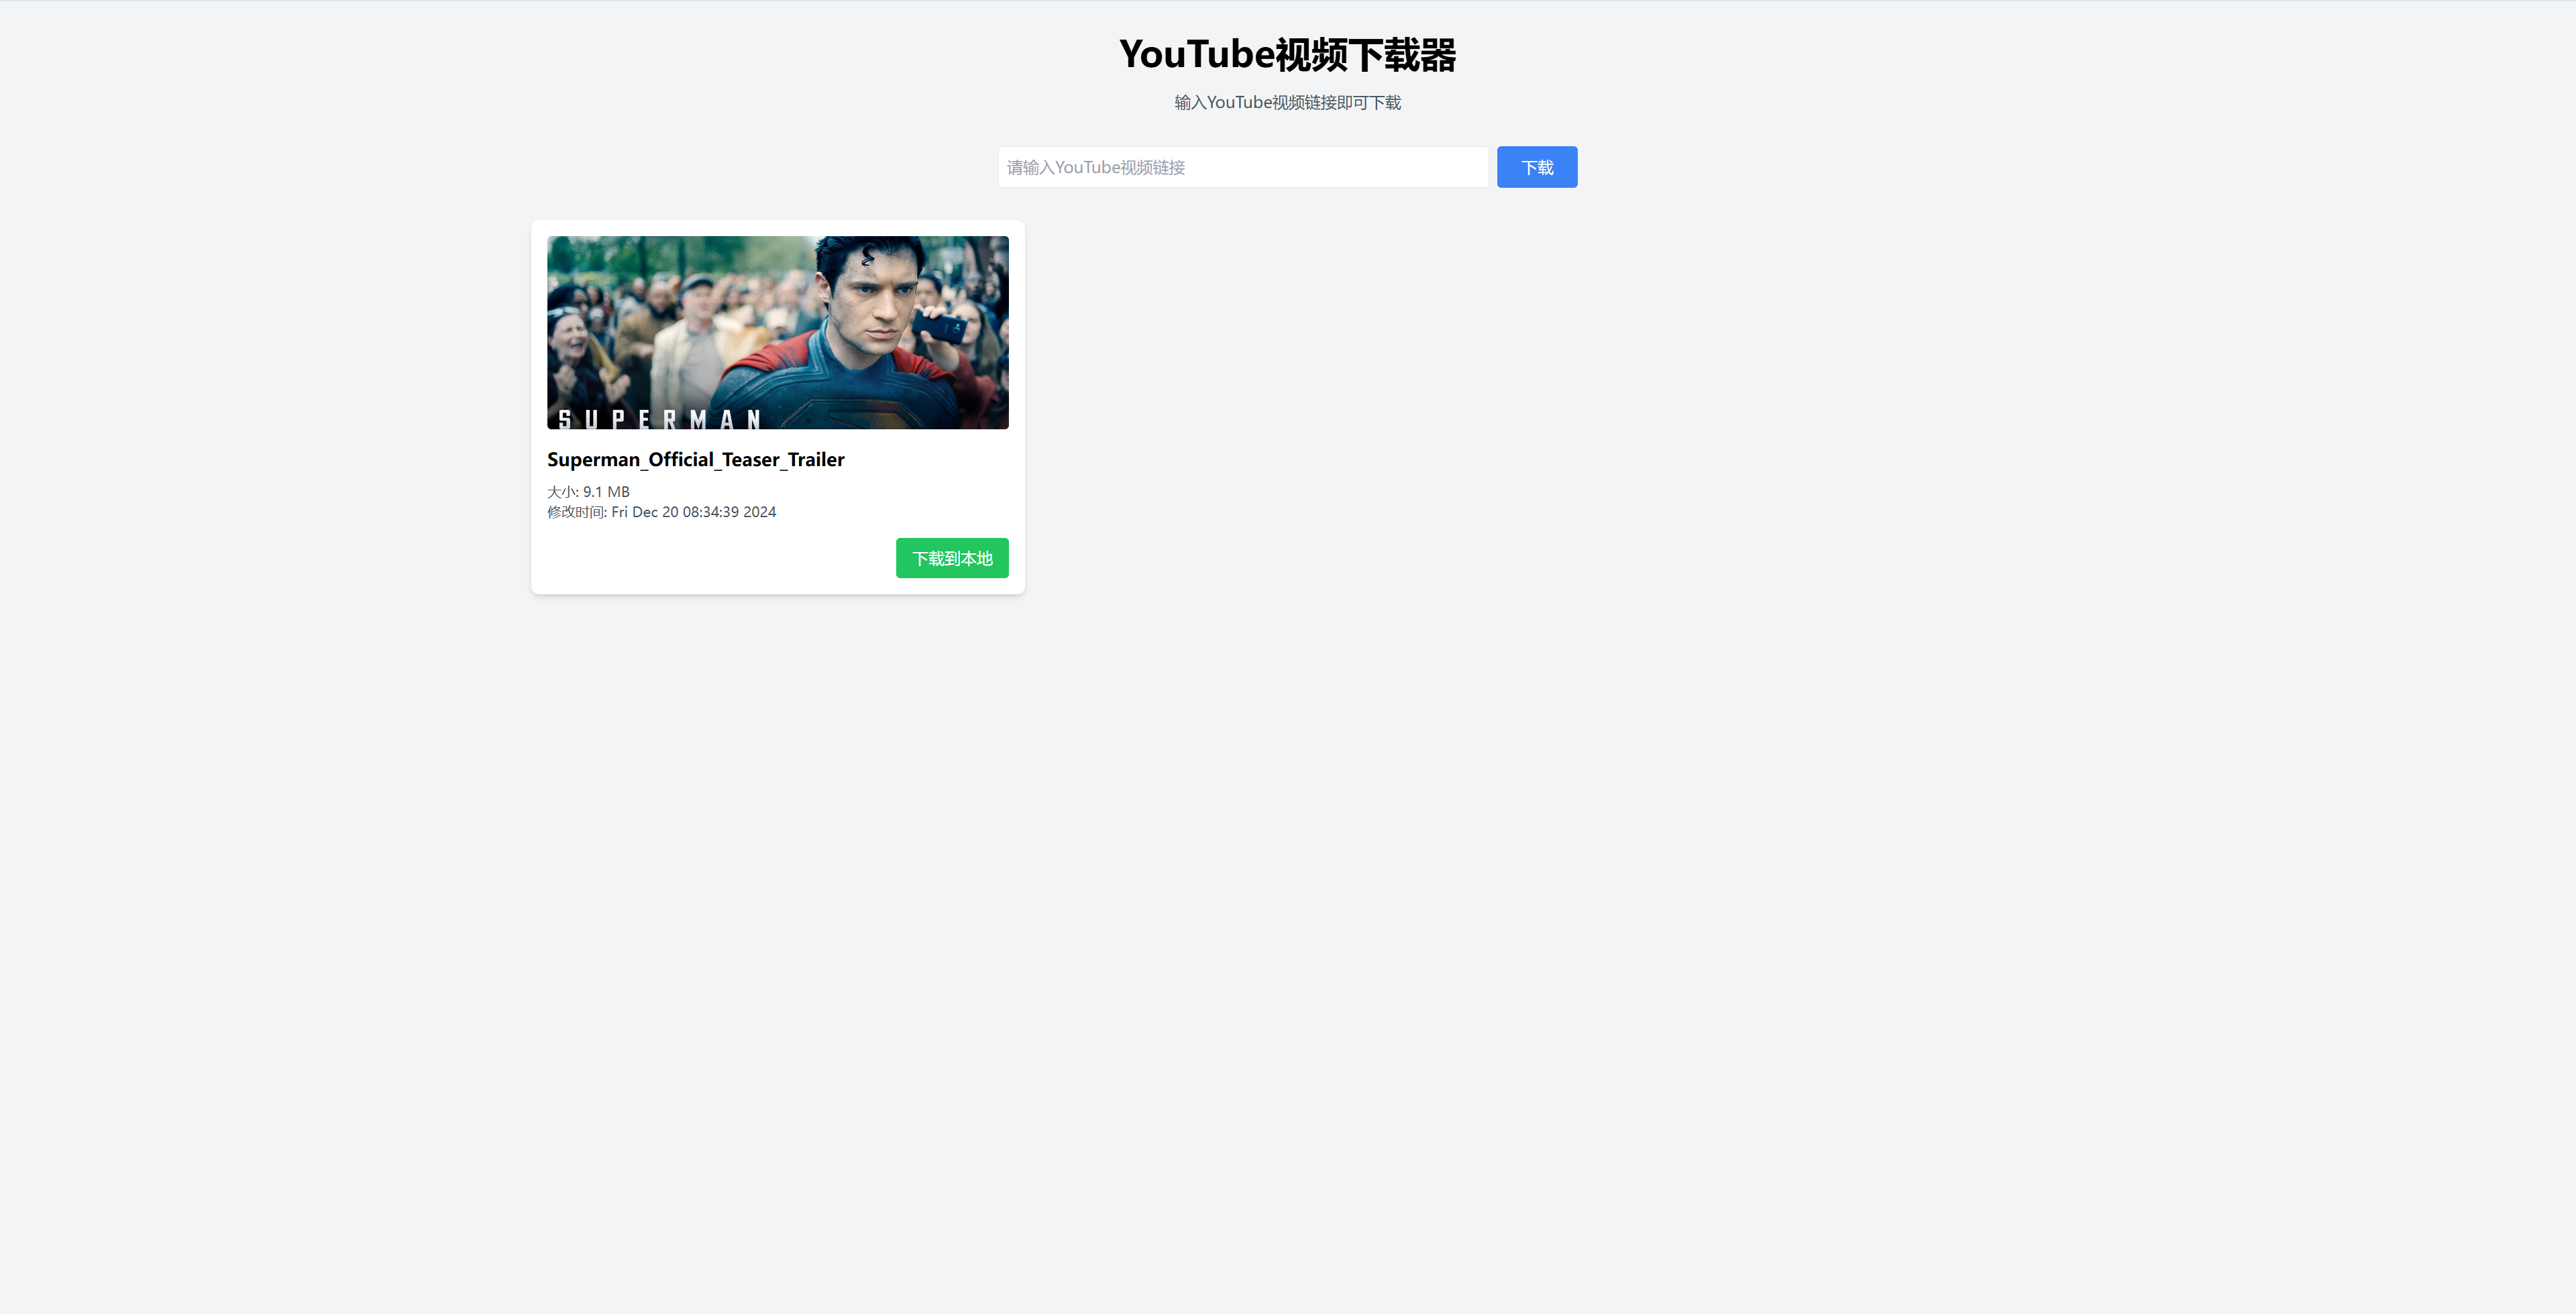 YouTube视频下载器
输入YouTube视频链接即可下载
请输入YouTube视频链接
下载
SUPERMAN
Superman_Official_Teaser_Trailer
大小: 9.1 MB
修改时间: Fri Dec 20 08:34:39 2024
下载到本地